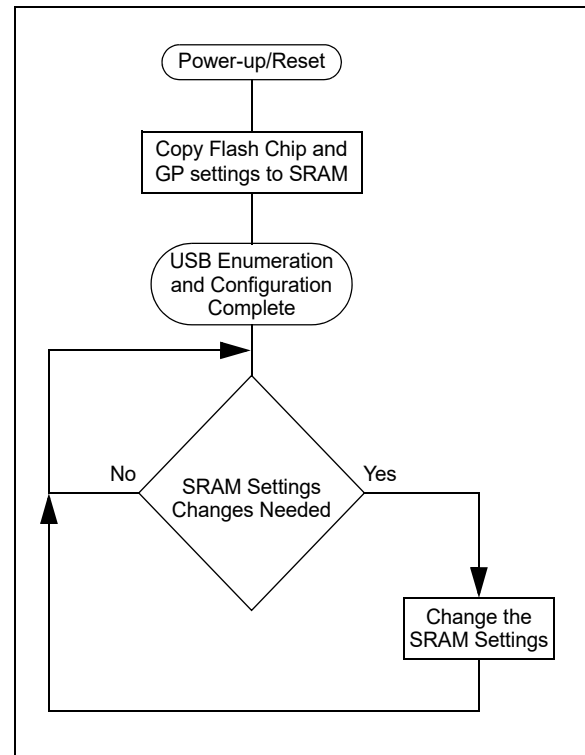 Power-up/Reset
Copy Flash Chip and
GP settings to SRAM
USB Enumeration
and Configuration
Complete
No
Yes
SRAM Settings
Changes Needed
Change the
SRAM Settings